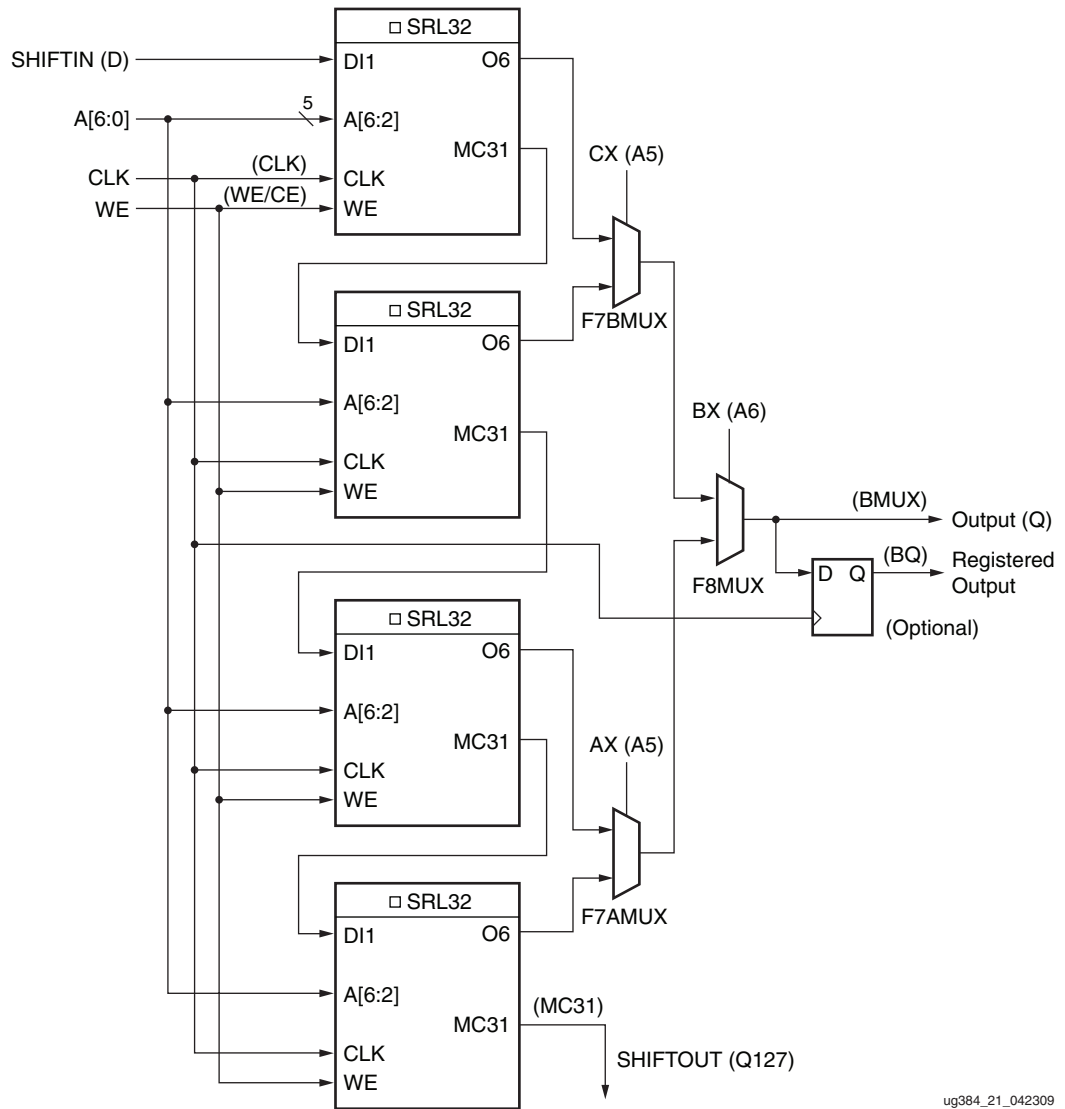 □ SRL32
SHIFTIN (D)
DI1
O6
A[6:0]
5
A[6:2]
MC31
CX (A5)
CLK
(CLK)
CLK
WE
(WE/CE)
WE
F7BMUX
□ SRL32
DI1
O6
A[6:2]
MC31
CLK
WE
BX (A6)
(BMUX)
Output (Q)
F8MUX
D Q
(BQ)
Registered
Output
(Optional)
□ SRL32
DI1
O6
A[6:2]
MC31
CLK
WE
AX (A5)
F7AMUX
□ SRL32
DI1
O6
A[6:2]
MC31
(MC31)
CLK
WE
SHIFTOUT (Q127)
ug384_21_042309